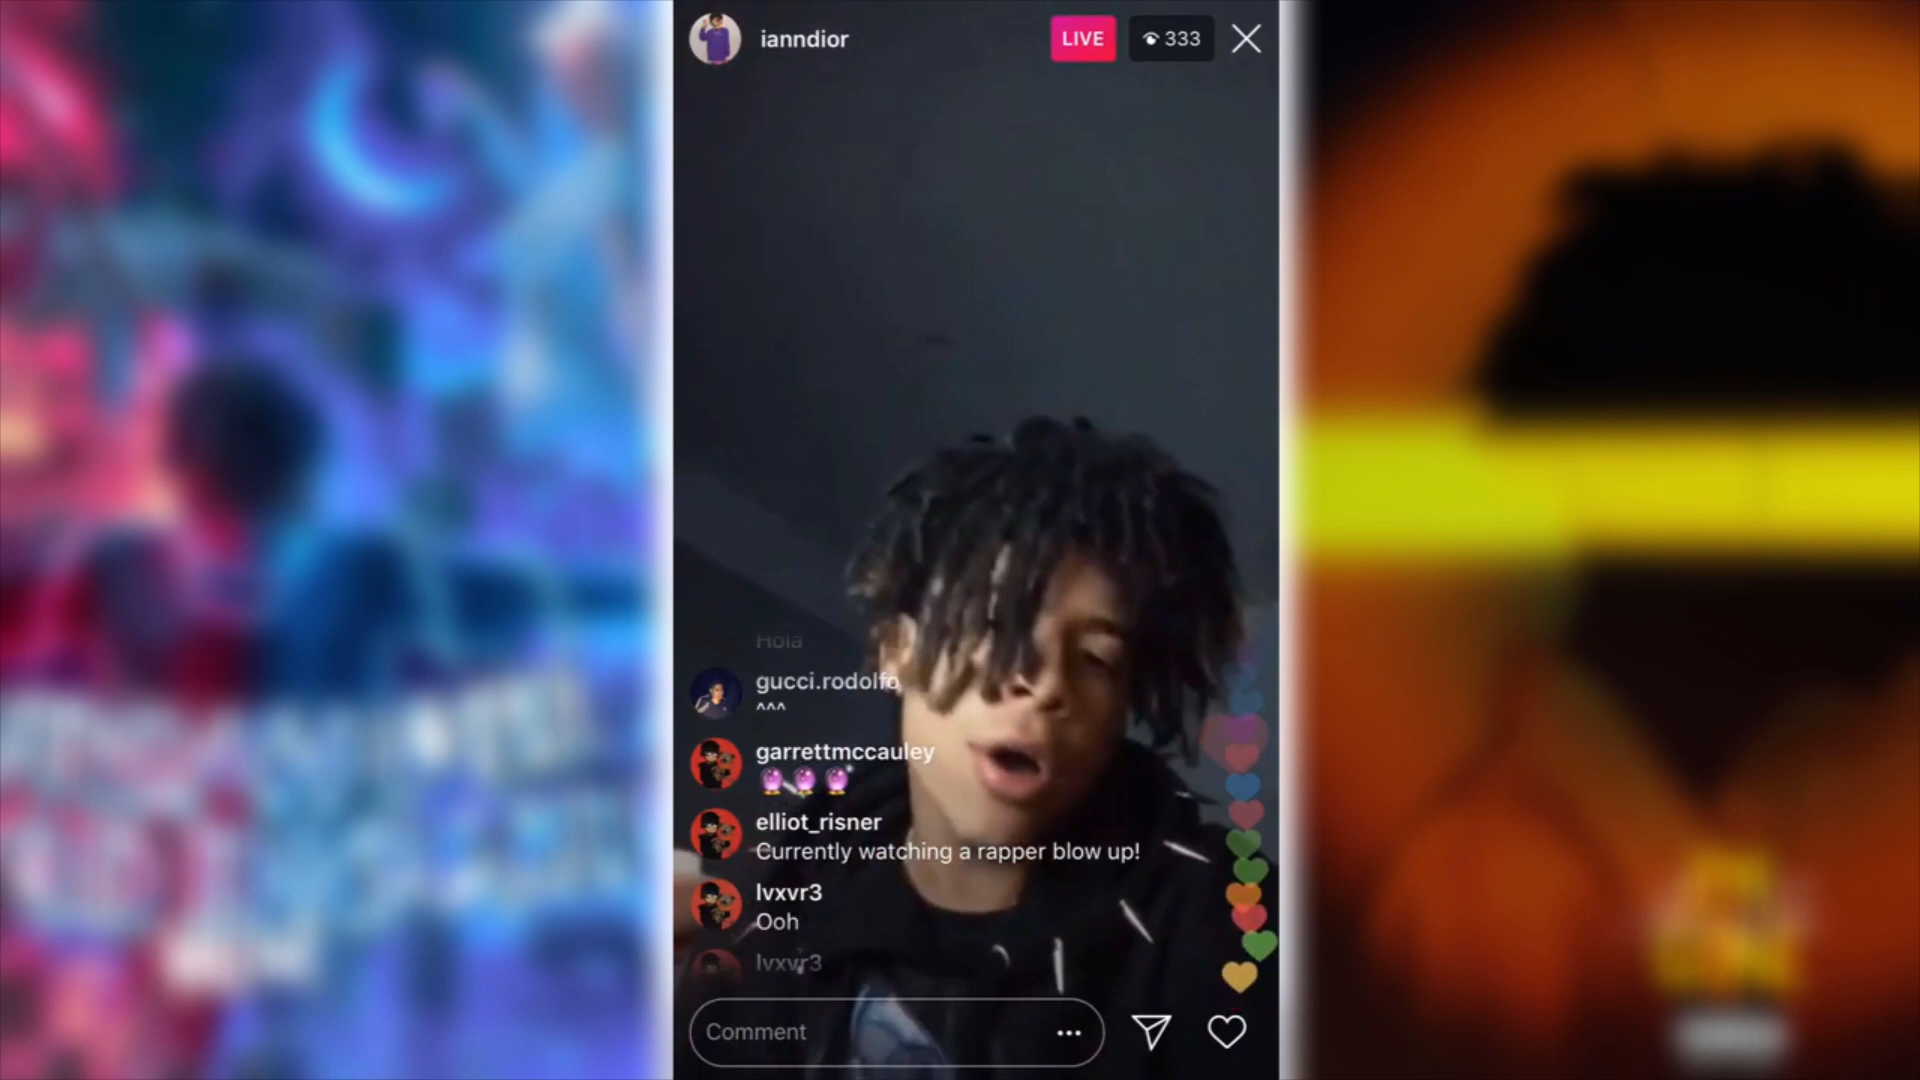 ianndior
LIVE
333
Hola
gucci.rodolfo
^^^
garrettmccauley
elliot_risner
Currently watching a rapper blow up!
lvxvr3
Ooh
lvxvr3
Comment